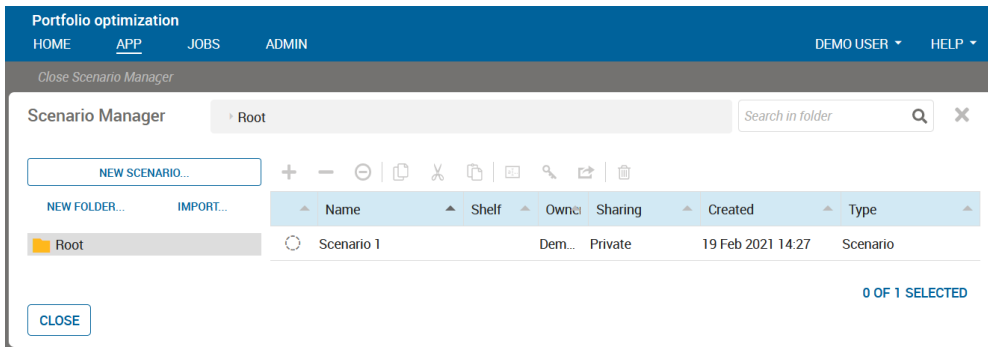 Portfolio optimization
HOME APP JOBS ADMIN DEMO USER HELP
Close Scenario Manager
Scenario Manager Root Search in folder
NEW SCENARIO...
NEW FOLDER... IMPORT... Name Shelf Owner Sharing Created Type
Root Scenario 1 Dem... Private 19 Feb 2021 14:27 Scenario
0 OF 1 SELECTED
CLOSE